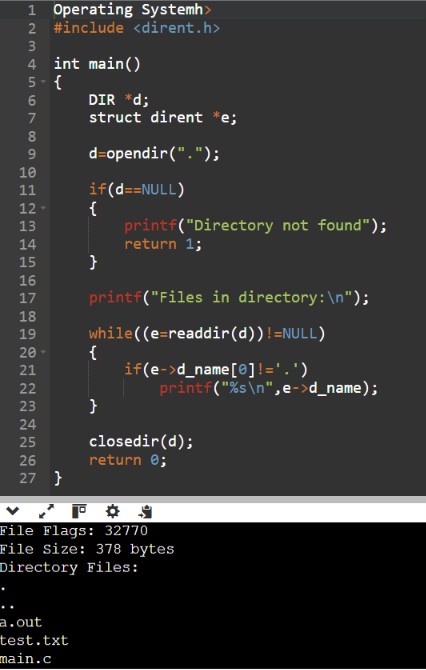 1 Operating Systemh>
2 #include <dirent.h>
3
4 int main()
5 {
6 DIR *d;
7 struct dirent *e;
8
9 d=opendir(".");
10
11 if(d==NULL)
12 {
13 printf("Directory not found");
14 return 1;
15 }
16
17 printf("Files in directory:\n");
18
19 while((e=readdir(d))!=NULL)
20 {
21 if(e->d_name[0]!='.')
22 printf("%s\n",e->d_name);
23 }
24
25 closedir(d);
26 return 0;
27 }
File Flags: 32770
File Size: 378 bytes
Directory Files:
.
..
a.out
test.txt
main.c